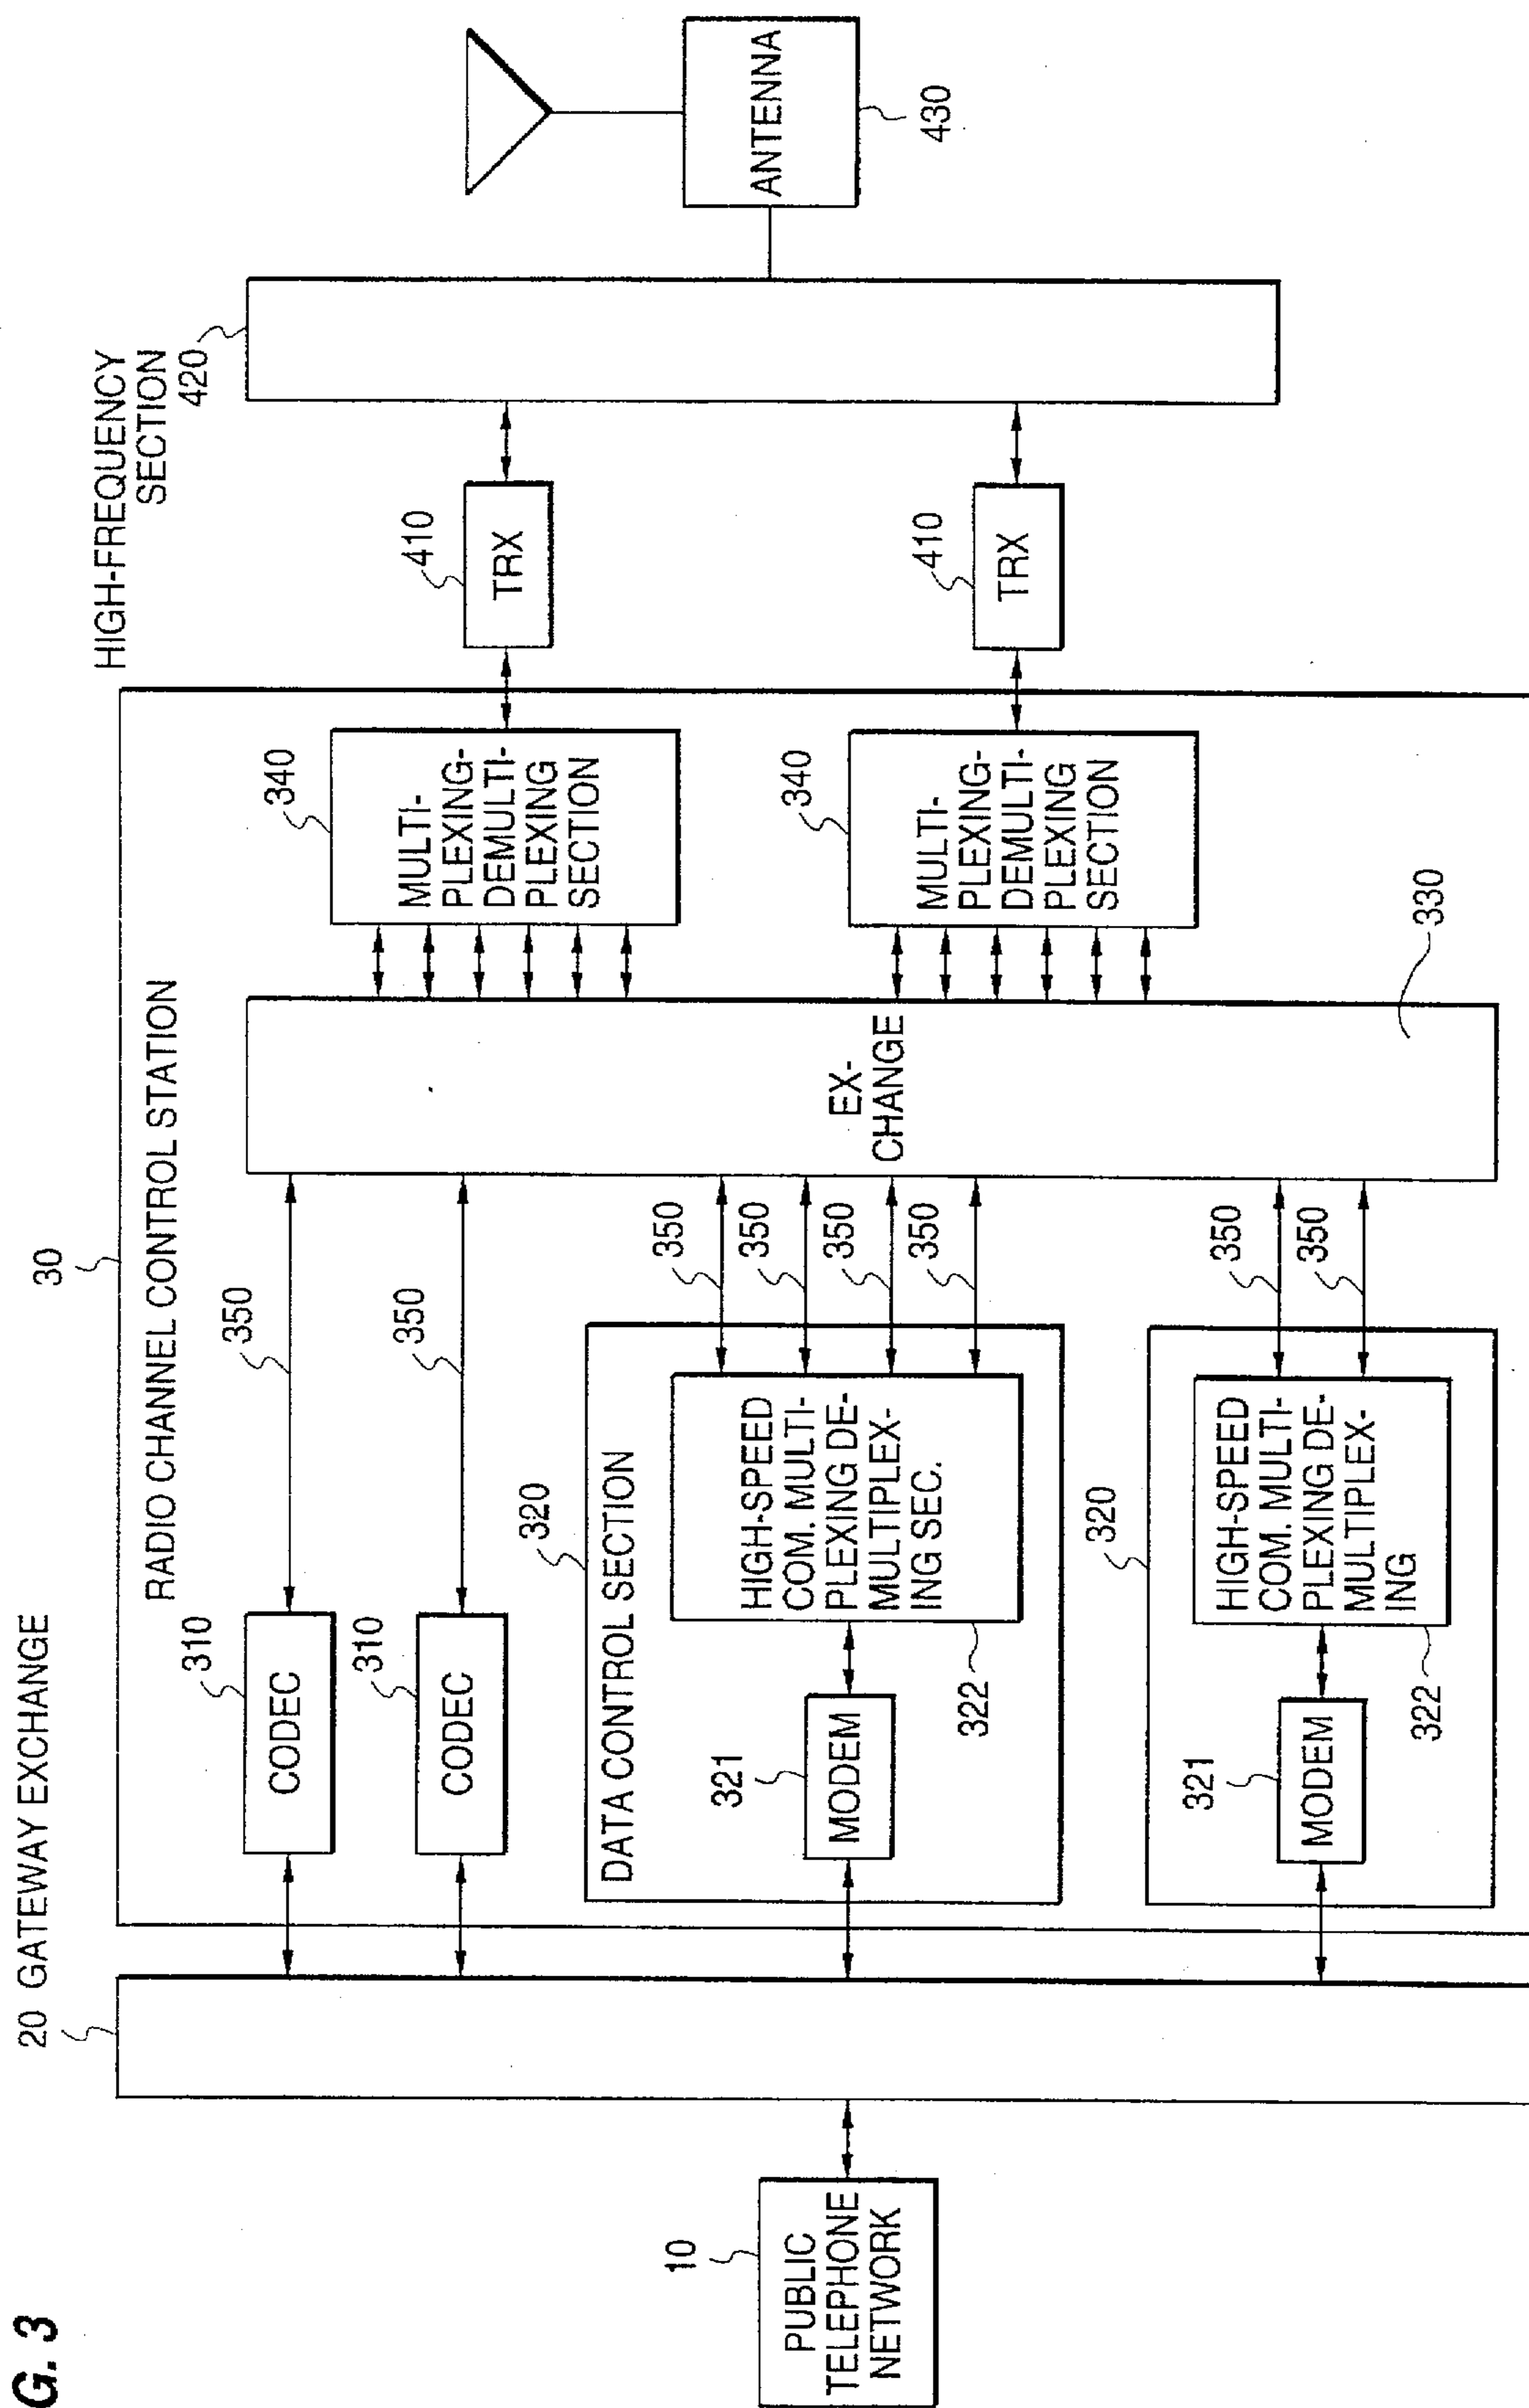 G. 3
20 GATEWAY EXCHANGE
30
RADIO CHANNEL CONTROL STATION
HIGH-FREQUENCY
SECTION
420
10
PUBLIC
TELEPHONE
NETWORK
310
CODEC
350
310
CODEC
350
320
DATA CONTROL SECTION
321
MODEM
322
HIGH-SPEED
COM. MULTI-
PLEXING DE-
MULTIPLEX-
ING SEC.
350
350
350
350
320
321
MODEM
322
HIGH-SPEED
COM. MULTI-
PLEXING DE-
MULTIPLEX-
ING
350
350
EX-
CHANGE
330
340
MULTI-
PLEXING-
DEMULTI-
PLEXING
SECTION
340
MULTI-
PLEXING-
DEMULTI-
PLEXING
SECTION
410
TRX
410
TRX
ANTENNA
430